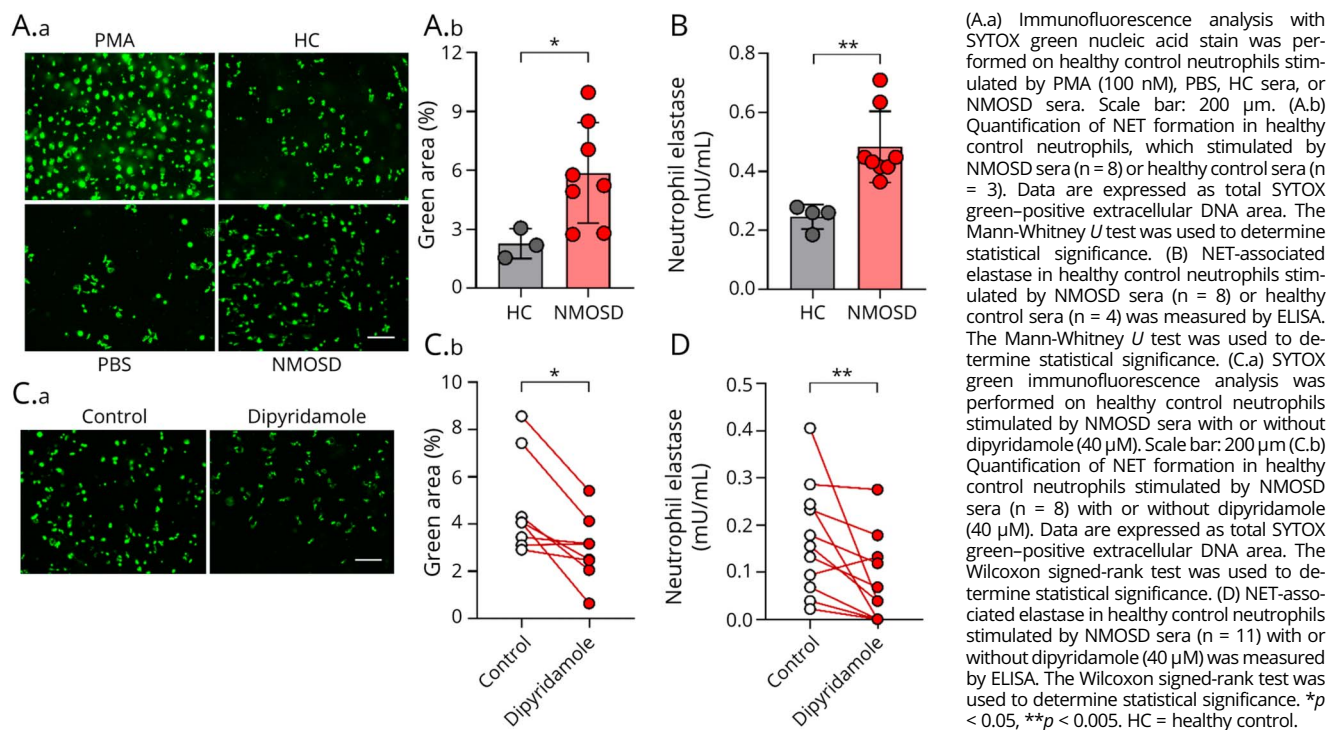 A.a
PMA
HC
PBS
NMOSD
A.b
*
Green area (%)
12
9
6
3
0
HC
NMOSD
B
**
Neutrophil elastase
(mU/mL)
0.8
0.6
0.4
0.2
0.0
HC
NMOSD
C.a
Control
Dipyridamole
C.b
*
Green area (%)
10
8
6
4
2
0
Control
Dipyridamole
D
**
Neutrophil elastase
(mU/mL)
0.5
0.4
0.3
0.2
0.1
0.0
Control
Dipyridamole
(A.a) Immunofluorescence analysis with
SYTOX green nucleic acid stain was per-
formed on healthy control neutrophils stim-
ulated by PMA (100 nM), PBS, HC sera, or
NMOSD sera. Scale bar: 200 µm. (A.b)
Quantification of NET formation in healthy
control neutrophils, which stimulated by
NMOSD sera (n = 8) or healthy control sera (n
= 3). Data are expressed as total SYTOX
green–positive extracellular DNA area. The
Mann-Whitney U test was used to determine
statistical significance. (B) NET-associated
elastase in healthy control neutrophils stim-
ulated by NMOSD sera (n = 8) or healthy
control sera (n = 4) was measured by ELISA.
The Mann-Whitney U test was used to de-
termine statistical significance. (C.a) SYTOX
green immunofluorescence analysis was
performed on healthy control neutrophils
stimulated by NMOSD sera with or without
dipyridamole (40 µM). Scale bar: 200 µm (C.b)
Quantification of NET formation in healthy
control neutrophils stimulated by NMOSD
sera (n = 8) with or without dipyridamole
(40 µM). Data are expressed as total SYTOX
green–positive extracellular DNA area. The
Wilcoxon signed-rank test was used to de-
termine statistical significance. (D) NET-asso-
ciated elastase in healthy control neutrophils
stimulated by NMOSD sera (n = 11) with or
without dipyridamole (40 µM) was measured
by ELISA. The Wilcoxon signed-rank test was
used to determine statistical significance. *p
< 0.05, **p < 0.005. HC = healthy control.